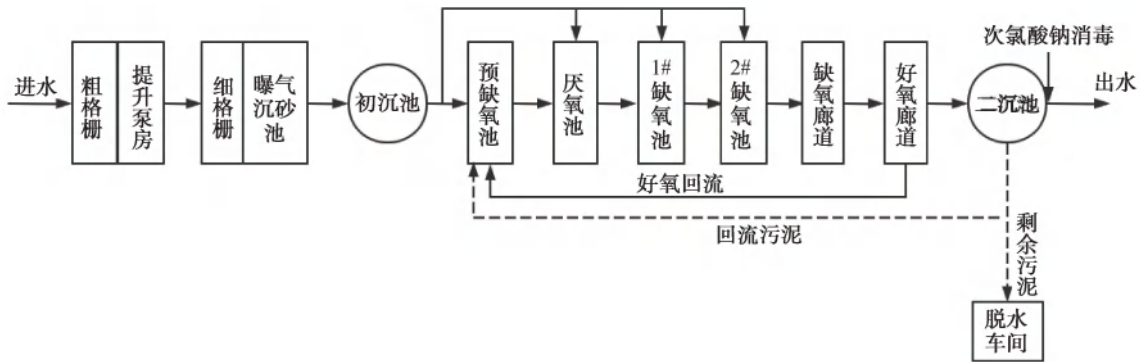 进水
粗格栅
提升泵房
细格栅
曝气
沉砂
池
初沉池
预缺氧池
厌氧池
1#
缺氧池
2#
缺氧池
缺氧廊道
好氧廊道
二沉池
次氯酸钠消毒
出水
好氧回流
回流污泥
剩余污泥
脱水
车间